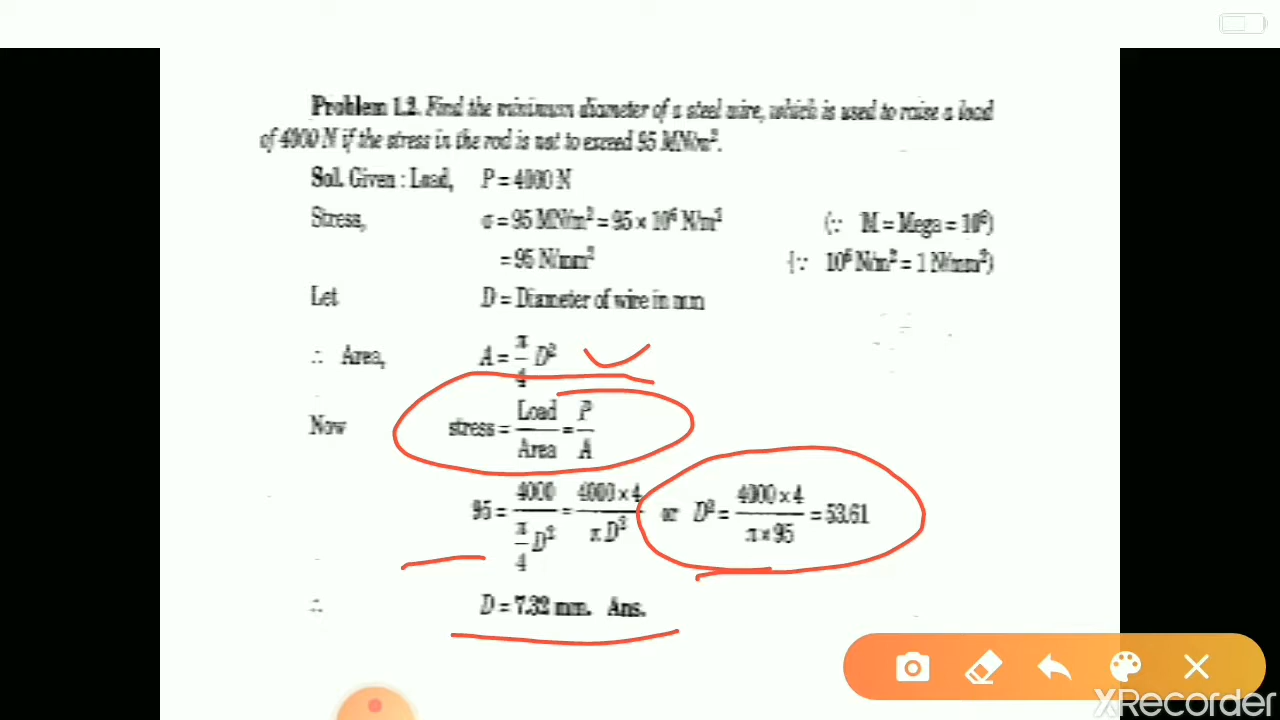 Problem 1.2. Find the minimum diameter of a steel wire, which is used to raise a load
of 4000 N if the stress in the rod is not to exceed 95 MN/m².
Sol. Given : Load, P = 4000 N
Stress, σ = 95 MN/m² = 95 × 10⁶ N/m² (∵ M = Mega = 10⁶)
= 95 N/mm² (∵ 10⁶ N/m² = 1 N/mm²)
Let D = Diameter of wire in mm
∴ Area, A = π/4 D²
Now stress = Load/Area = P/A
95 = 4000/(π/4 D²) = 4000 × 4/(π D²) or D² = 4000 × 4/(π × 95) = 53.61
∴ D = 7.32 mm. Ans.
XRecorder